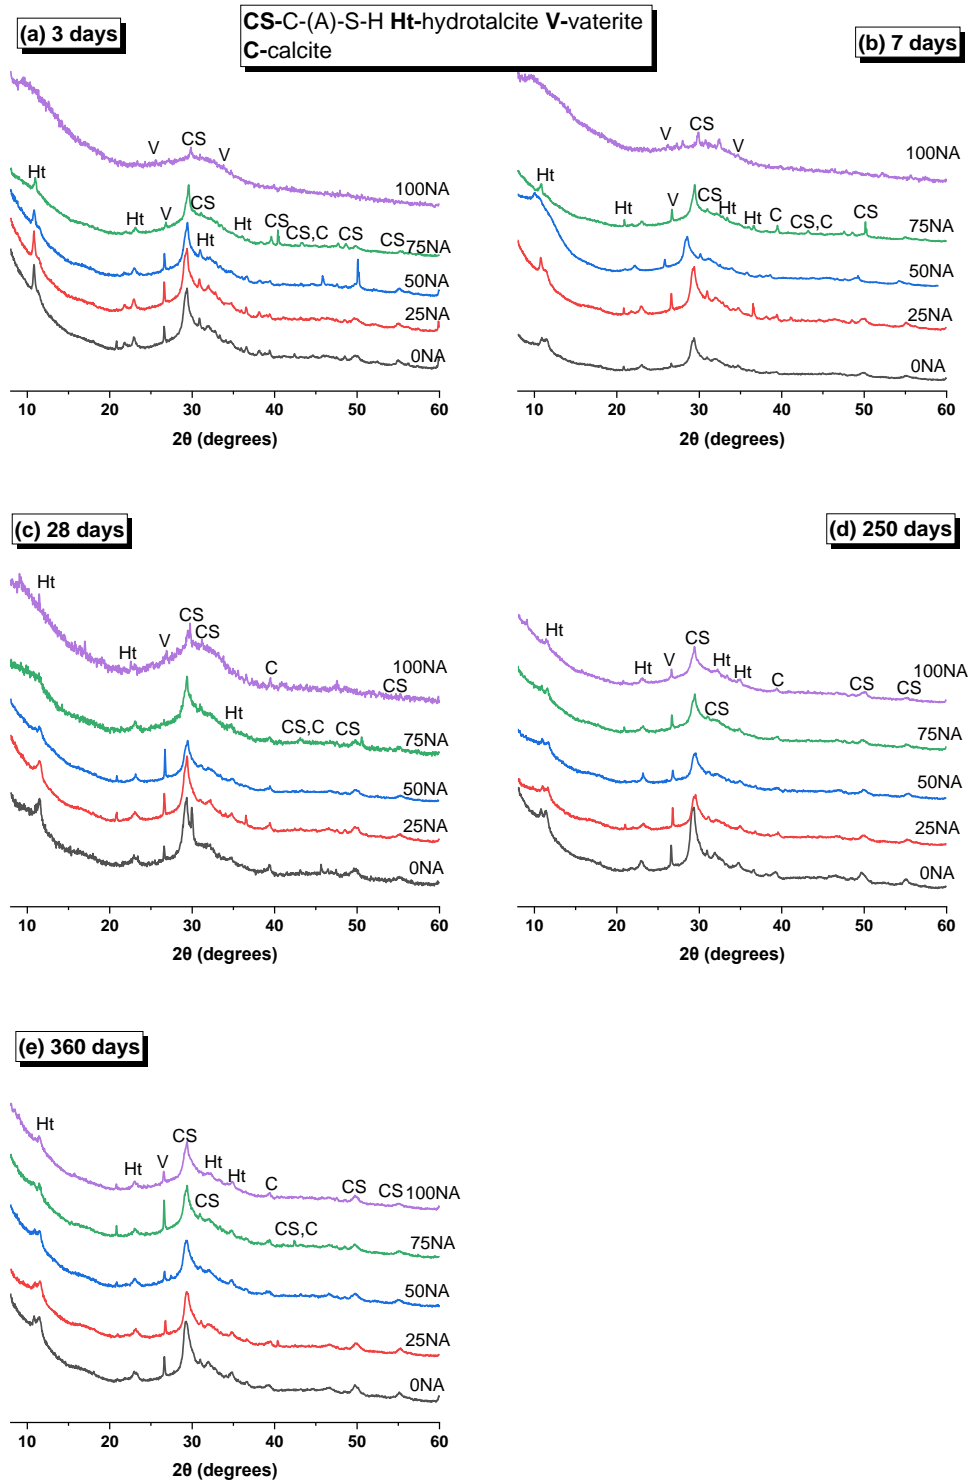 CS-C-(A)-S-H Ht-hydrotalcite V-vaterite
C-calcite
(a) 3 days
V
CS
V
100NA
Ht
Ht
V
CS
Ht
Ht
CS
CS,C
CS
CS
75NA
50NA
25NA
0NA
10 20 30 40 50 60
2θ (degrees)
(b) 7 days
V
CS
V
100NA
Ht
Ht
V
CS
Ht
Ht
C
CS,C
CS
75NA
50NA
25NA
0NA
10 20 30 40 50 60
2θ (degrees)
(c) 28 days
Ht
Ht
V
CS
CS
C
CS
100NA
Ht
CS,C
CS
75NA
50NA
25NA
0NA
10 20 30 40 50 60
2θ (degrees)
(d) 250 days
Ht
Ht
V
CS
Ht
Ht
C
CS
CS
100NA
CS
75NA
50NA
25NA
0NA
10 20 30 40 50 60
2θ (degrees)
(e) 360 days
Ht
Ht
V
CS
Ht
Ht
C
CS
CS
100NA
CS
CS,C
75NA
50NA
25NA
0NA
10 20 30 40 50 60
2θ (degrees)